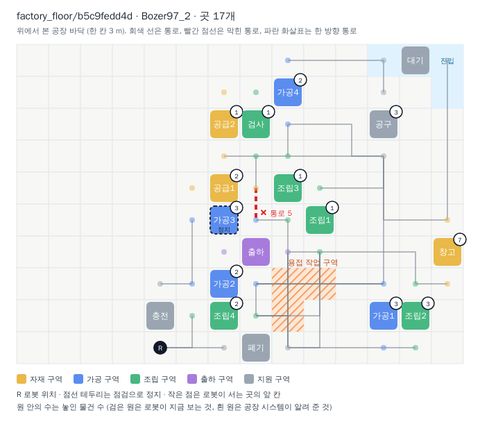 factory_floor/b5c9fedd4d · Bozer97_2 · 곳 17개
위에서 본 공장 바닥 (한 칸 3 m). 회색 선은 통로, 빨간 점선은 막힌 통로, 파란 화살표는 한 방향 통로
대기
진입
2
가공4
1
공급2
1
검사
3
공구
1
공급1
1
조립3
3
가공3
정지
✕ 통로 5
1
조립1
출하
용접 작업 구역
7
창고
2
가공2
충전
2
조립4
3
가공1
3
조립2
R
폐기
자재 구역
가공 구역
조립 구역
출하 구역
지원 구역
R 로봇 위치 · 점선 테두리는 점검으로 정지 · 작은 점은 로봇이 서는 곳의 앞 칸
원 안의 수는 놓인 물건 수 (검은 원은 로봇이 지금 보는 것, 흰 원은 공장 시스템이 알려 준 것)